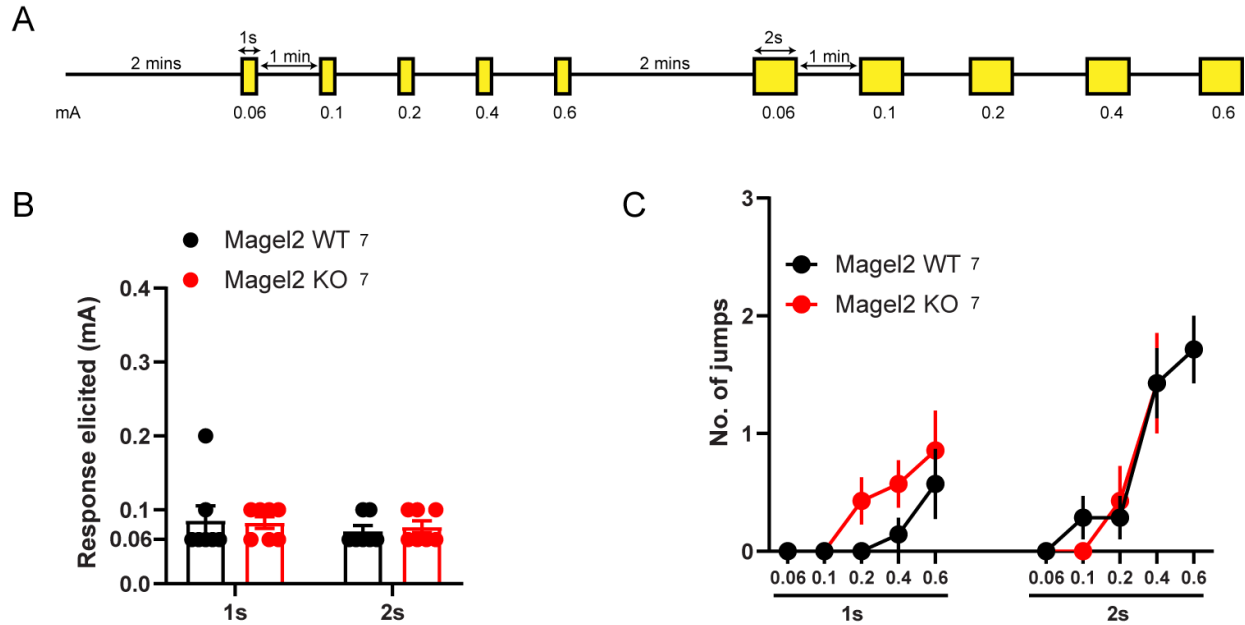 A
1s
2s
2 mins
1 min
2 mins
1 min
mA
0.06
0.1
0.2
0.4
0.6
0.06
0.1
0.2
0.4
0.6
B
Magel2 WT 7
Magel2 KO 7
Response elicited (mA)
0.4
0.3
0.2
0.1
0.06
0.0
1s
2s
C
Magel2 WT 7
Magel2 KO 7
No. of jumps
3
2
1
0
0.06 0.1 0.2 0.4 0.6
0.06 0.1 0.2 0.4 0.6
1s
2s